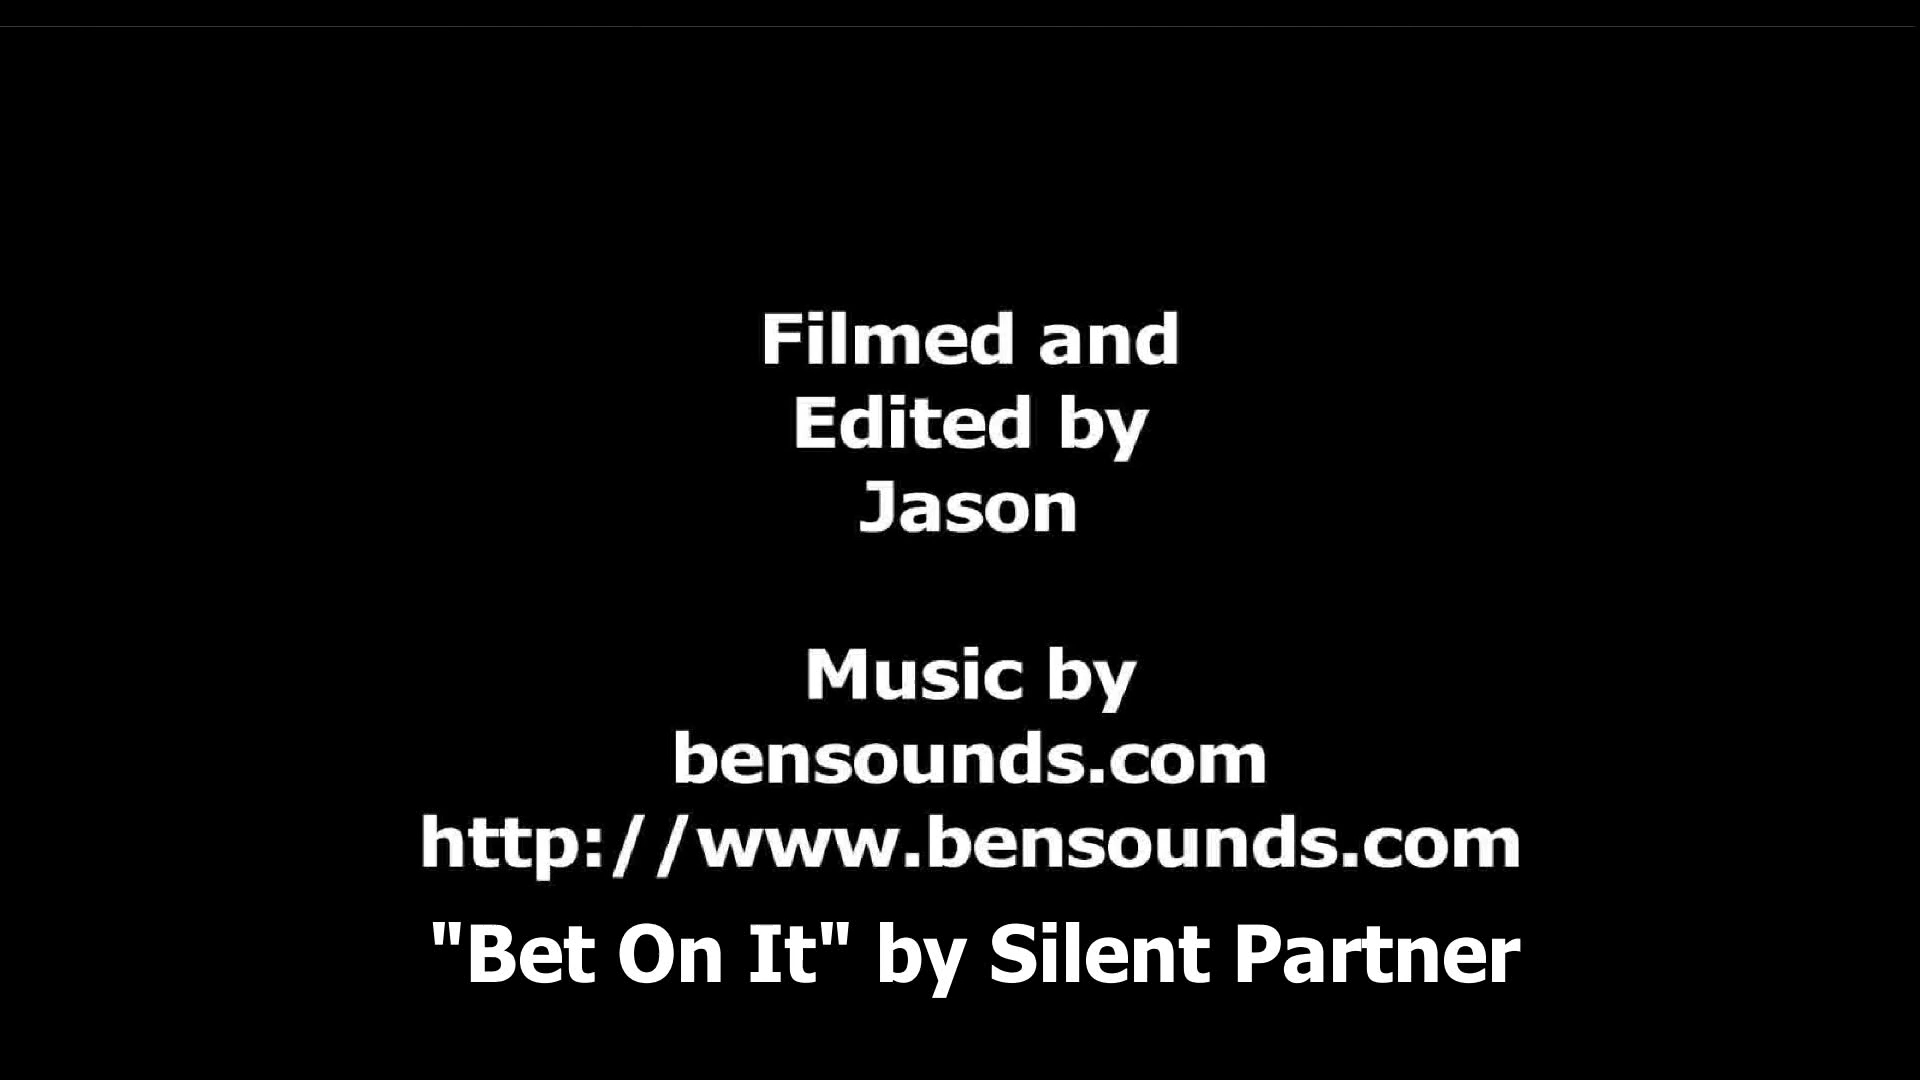 Filmed and
Edited by
Jason
Music by
bensounds.com
http://www.bensounds.com
"Bet On It" by Silent Partner